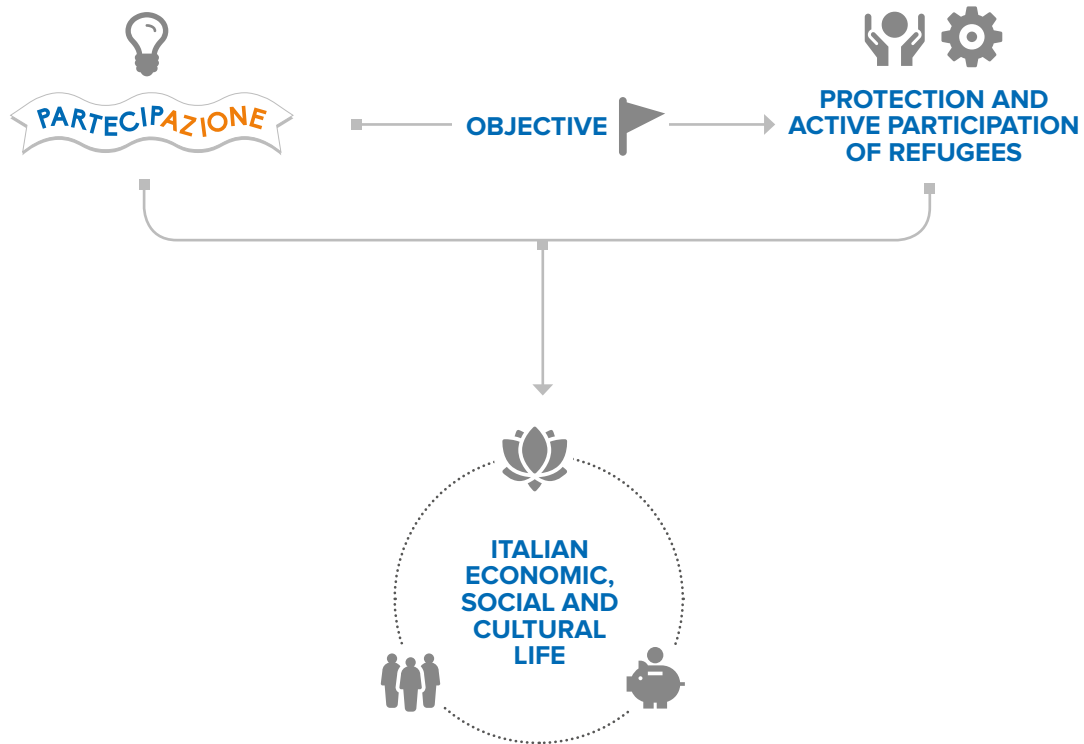 PARTECIPAZIONE
OBJECTIVE
PROTECTION AND
ACTIVE PARTICIPATION
OF REFUGEES
ITALIAN
ECONOMIC,
SOCIAL AND
CULTURAL
LIFE